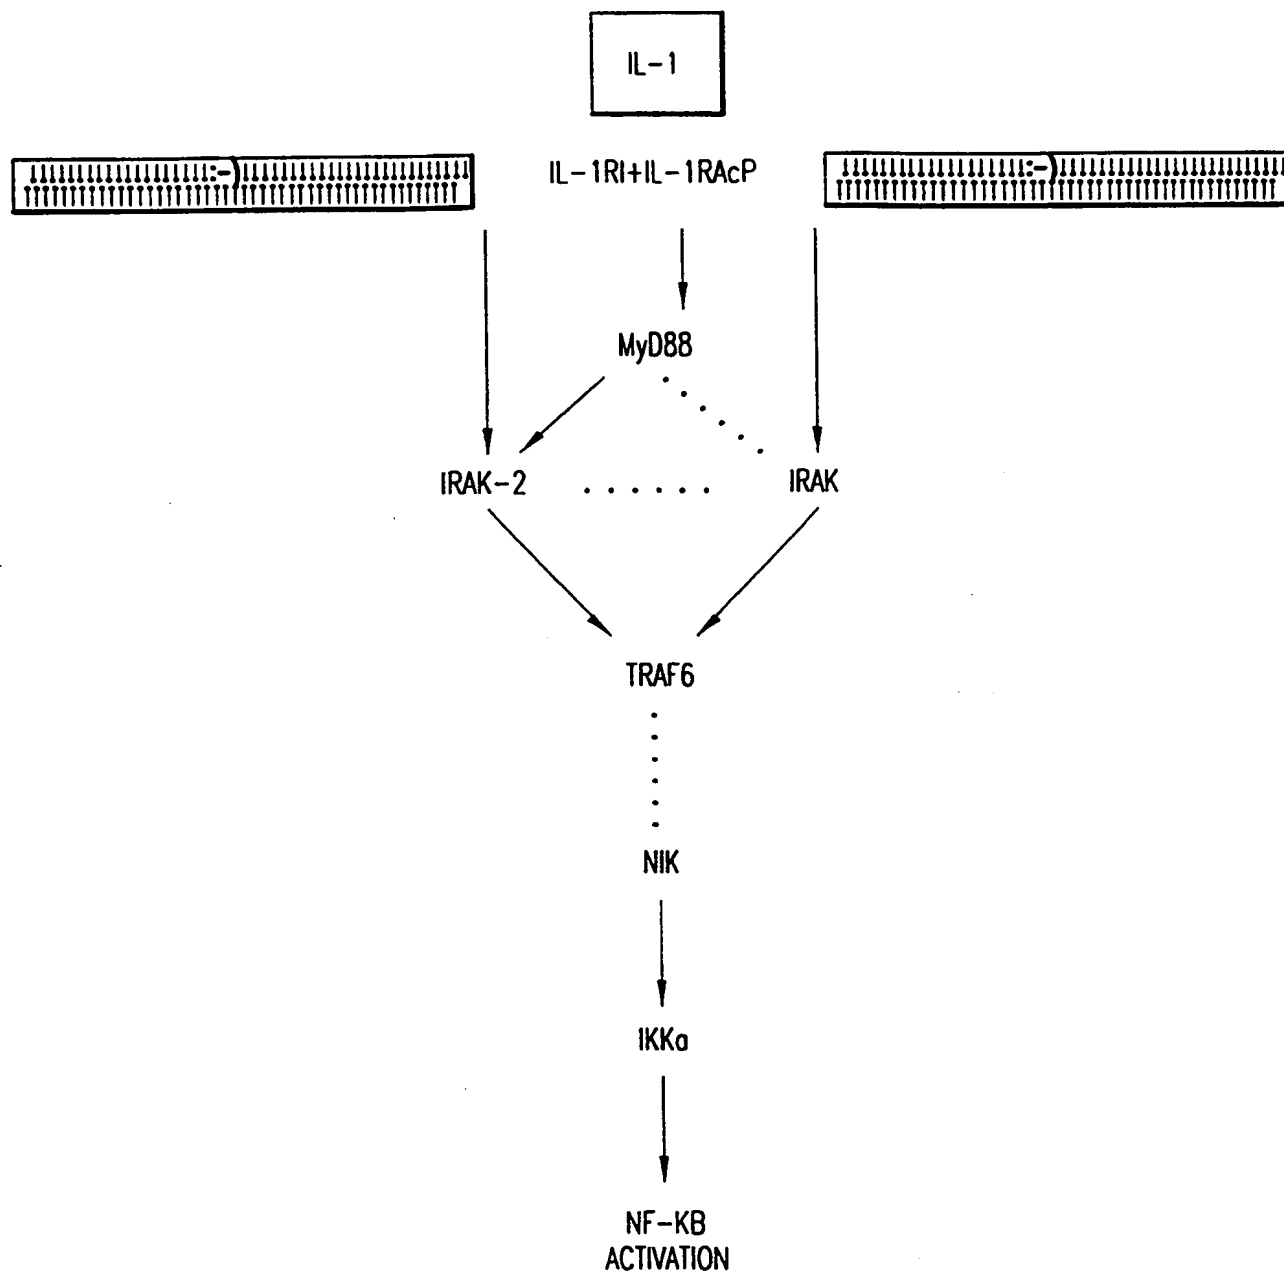 IL-1
IL-1RI+IL-1RAcP
:-)
:-)
MyD88
IRAK-2
IRAK
TRAF6
NIK
IKKa
NF-KB
ACTIVATION